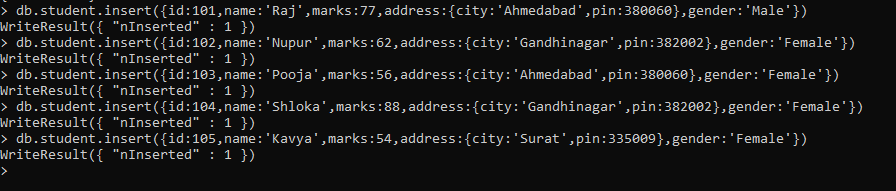 > db.student.insert({id:101,name:'Raj',marks:77,address:{city:'Ahmedabad',pin:380060},gender:'Male'})
WriteResult({ "nInserted" : 1 })
> db.student.insert({id:102,name:'Nupur',marks:62,address:{city:'Gandhinagar',pin:382002},gender:'Female'})
WriteResult({ "nInserted" : 1 })
> db.student.insert({id:103,name:'Pooja',marks:56,address:{city:'Ahmedabad',pin:380060},gender:'Female'})
WriteResult({ "nInserted" : 1 })
> db.student.insert({id:104,name:'Shloka',marks:88,address:{city:'Gandhinagar',pin:382002},gender:'Female'})
WriteResult({ "nInserted" : 1 })
> db.student.insert({id:105,name:'Kavya',marks:54,address:{city:'Surat',pin:335009},gender:'Female'})
WriteResult({ "nInserted" : 1 })
>